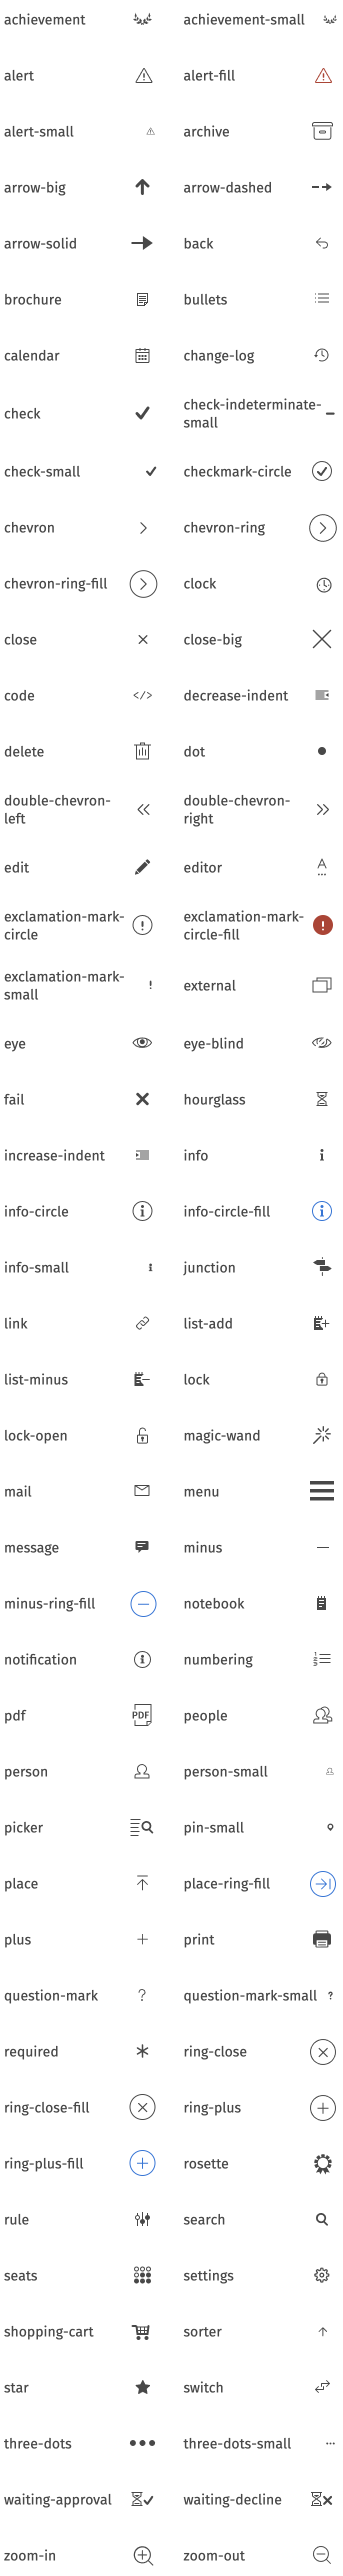 achievement achievement-small
alert alert-fill
alert-small archive
arrow-big arrow-dashed
arrow-solid back
brochure bullets
calendar change-log
check check-indeterminate-
small
check-small checkmark-circle
chevron chevron-ring
chevron-ring-fill clock
close close-big
code decrease-indent
delete dot
double-chevron- double-chevron-
left right
edit editor
exclamation-mark- exclamation-mark-
circle circle-fill
exclamation-mark- external
small
eye eye-blind
fail hourglass
increase-indent info
info-circle info-circle-fill
info-small junction
link list-add
list-minus lock
lock-open magic-wand
mail menu
message minus
minus-ring-fill notebook
notification numbering
pdf PDF people
person person-small
picker pin-small
place place-ring-fill
plus print
question-mark question-mark-small
required ring-close
ring-close-fill ring-plus
ring-plus-fill rosette
rule search
seats settings
shopping-cart sorter
star switch
three-dots three-dots-small
waiting-approval waiting-decline
zoom-in zoom-out